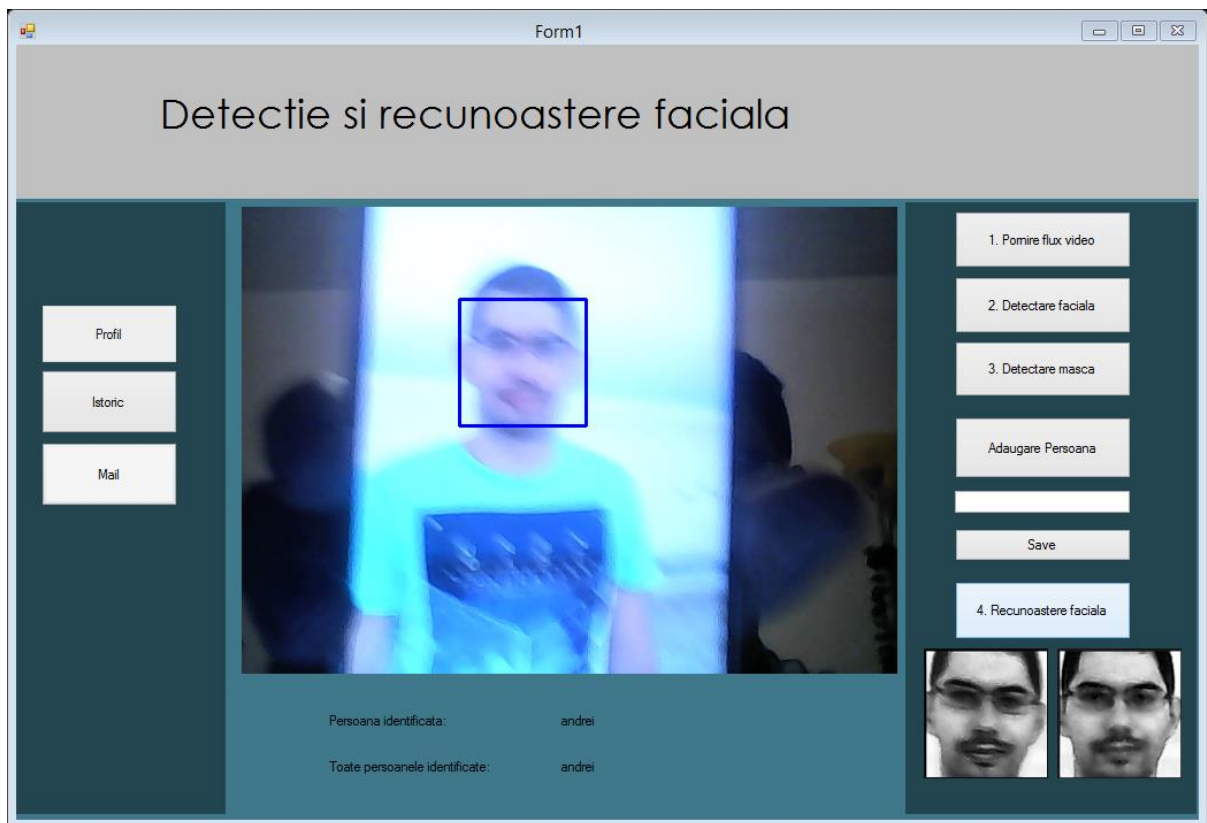 Form1
Detectie si recunoastere faciala
Profil
Istoric
Mail
1. Pornire flux video
2. Detectare faciala
3. Detectare masca
Adaugare Persoana
Save
4. Recunoastere faciala
Persoana identificata: andrei
Toate persoanele identificate: andrei